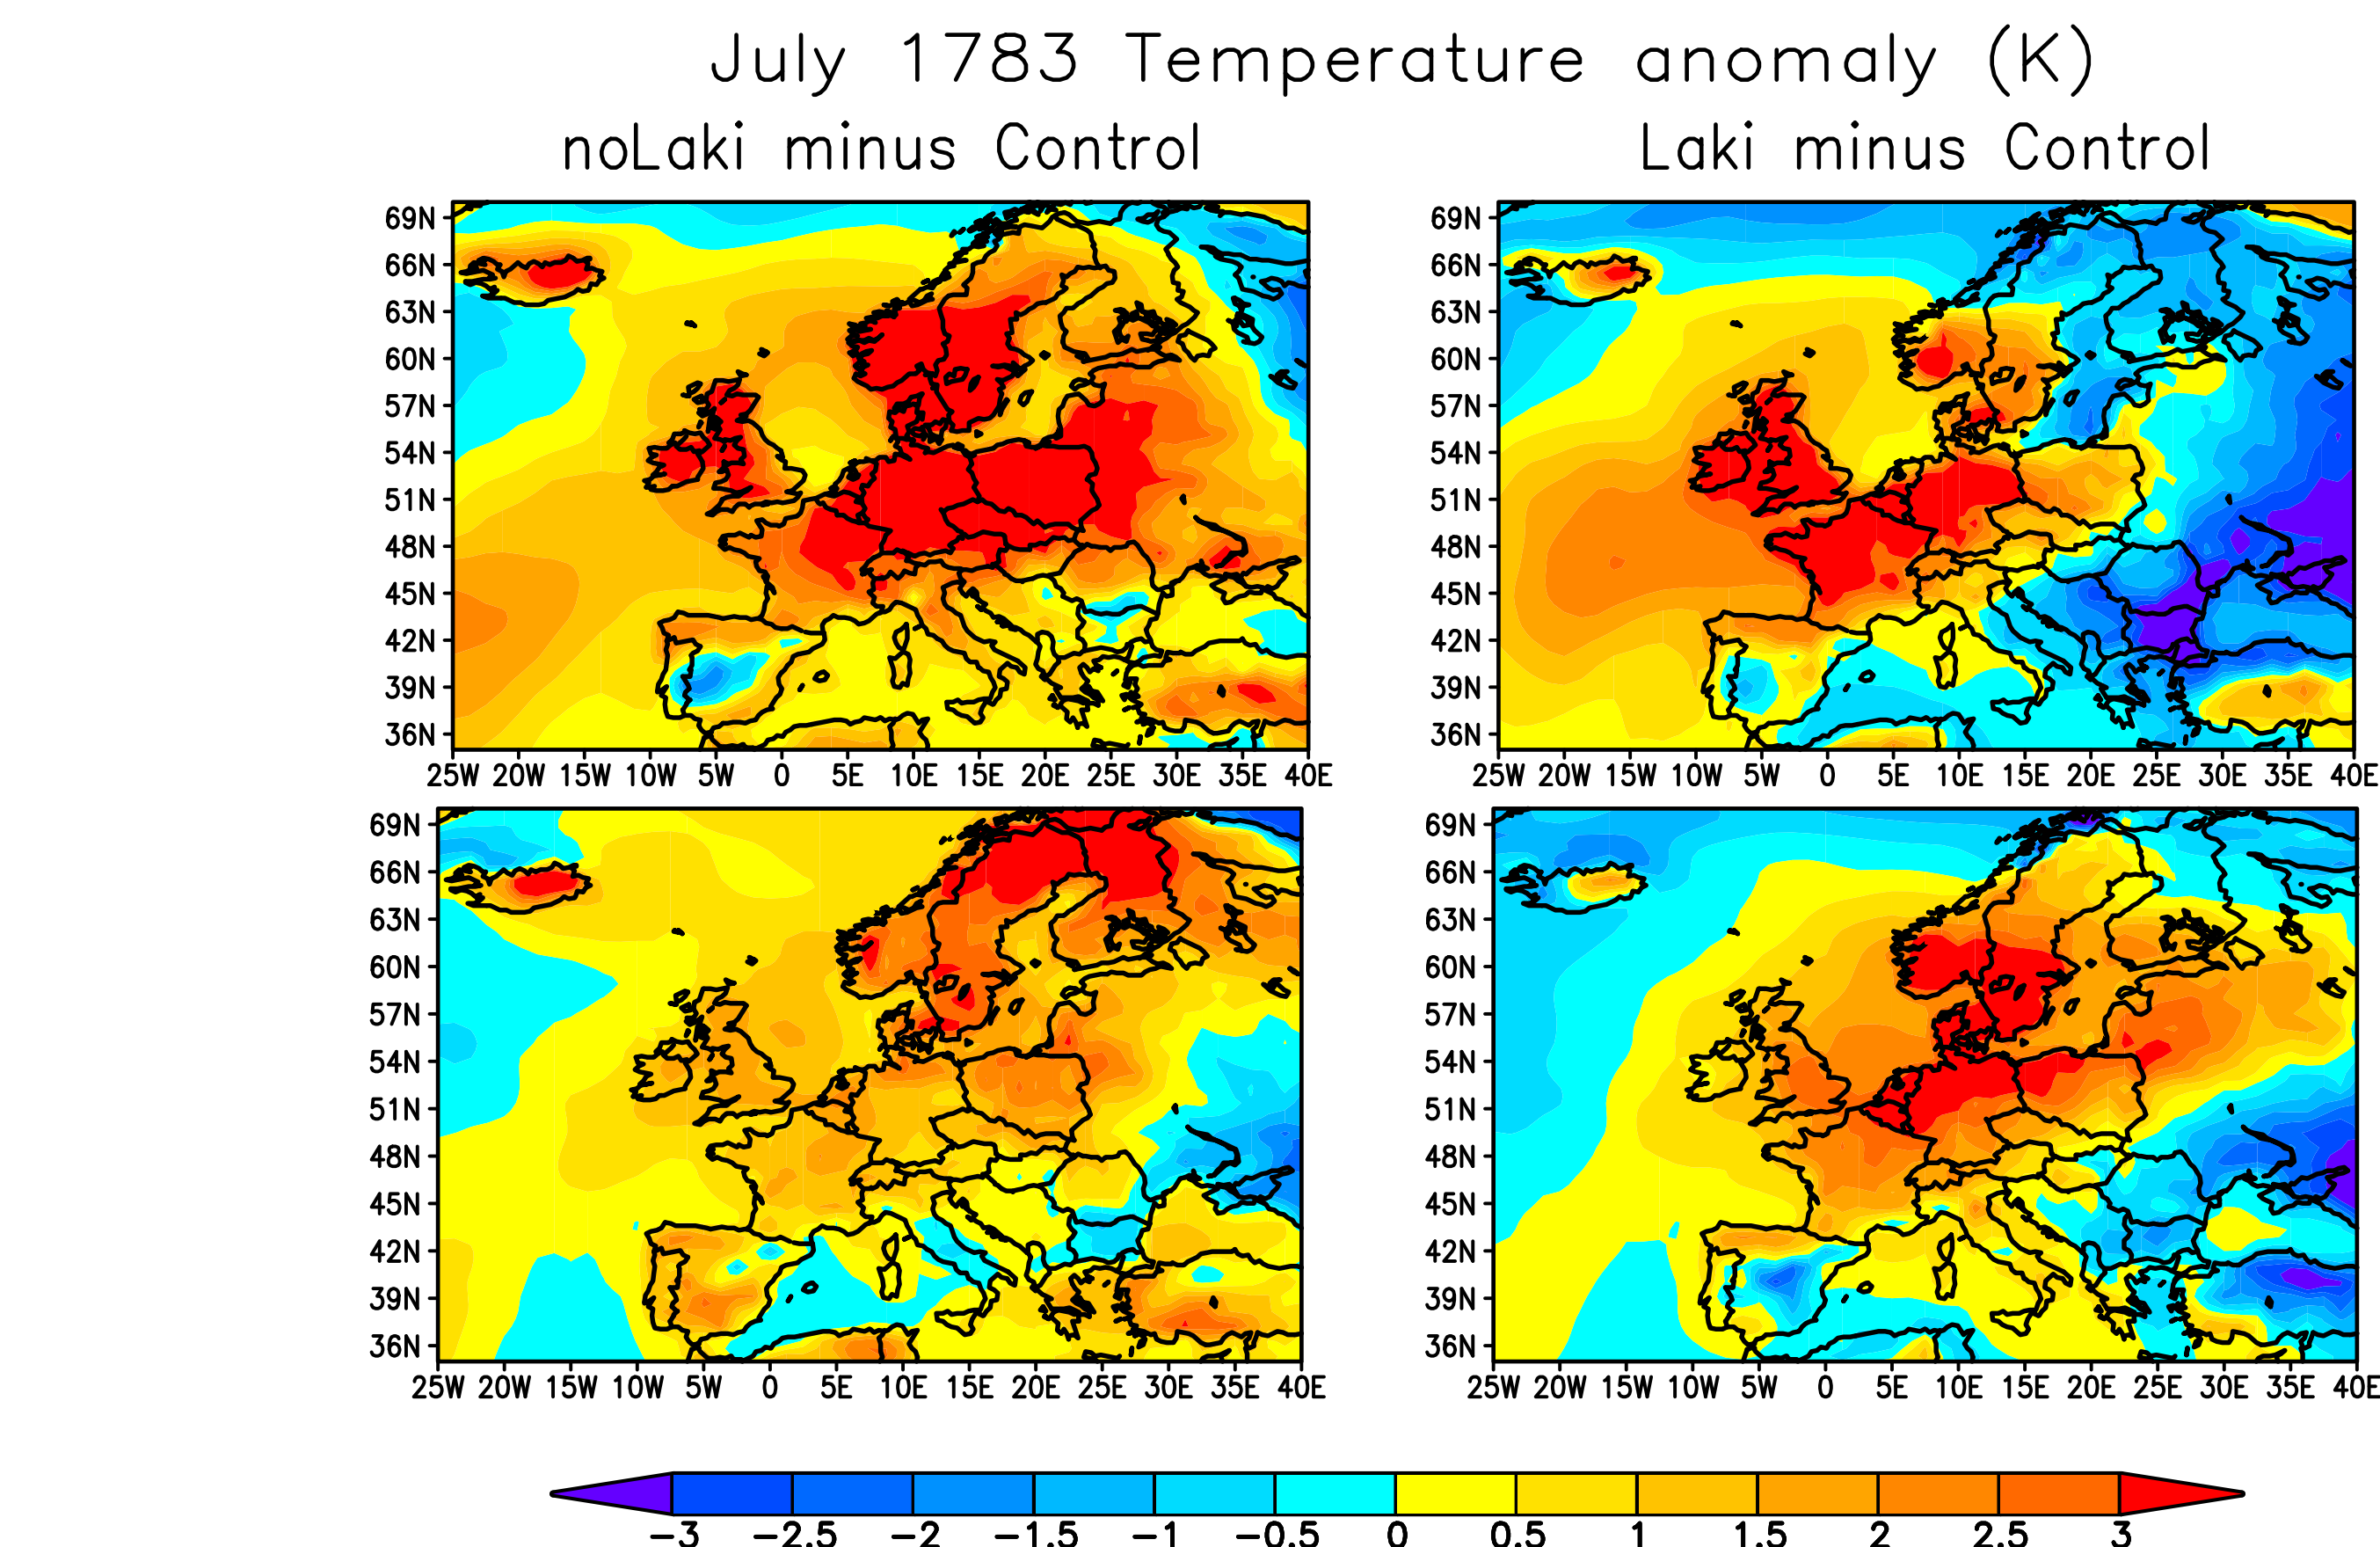 July 1783 Temperature anomaly (K)
noLaki minus Control
Laki minus Control
69N
66N
63N
60N
57N
54N
51N
48N
45N
42N
39N
36N
25W 20W 15W 10W 5W 0 5E 10E 15E 20E 25E 30E 35E 40E
69N
66N
63N
60N
57N
54N
51N
48N
45N
42N
39N
36N
25W 20W 15W 10W 5W 0 5E 10E 15E 20E 25E 30E 35E 40E
69N
66N
63N
60N
57N
54N
51N
48N
45N
42N
39N
36N
25W 20W 15W 10W 5W 0 5E 10E 15E 20E 25E 30E 35E 40E
69N
66N
63N
60N
57N
54N
51N
48N
45N
42N
39N
36N
25W 20W 15W 10W 5W 0 5E 10E 15E 20E 25E 30E 35E 40E
−3 −2.5 −2 −1.5 −1 −0.5 0 0.5 1 1.5 2 2.5 3